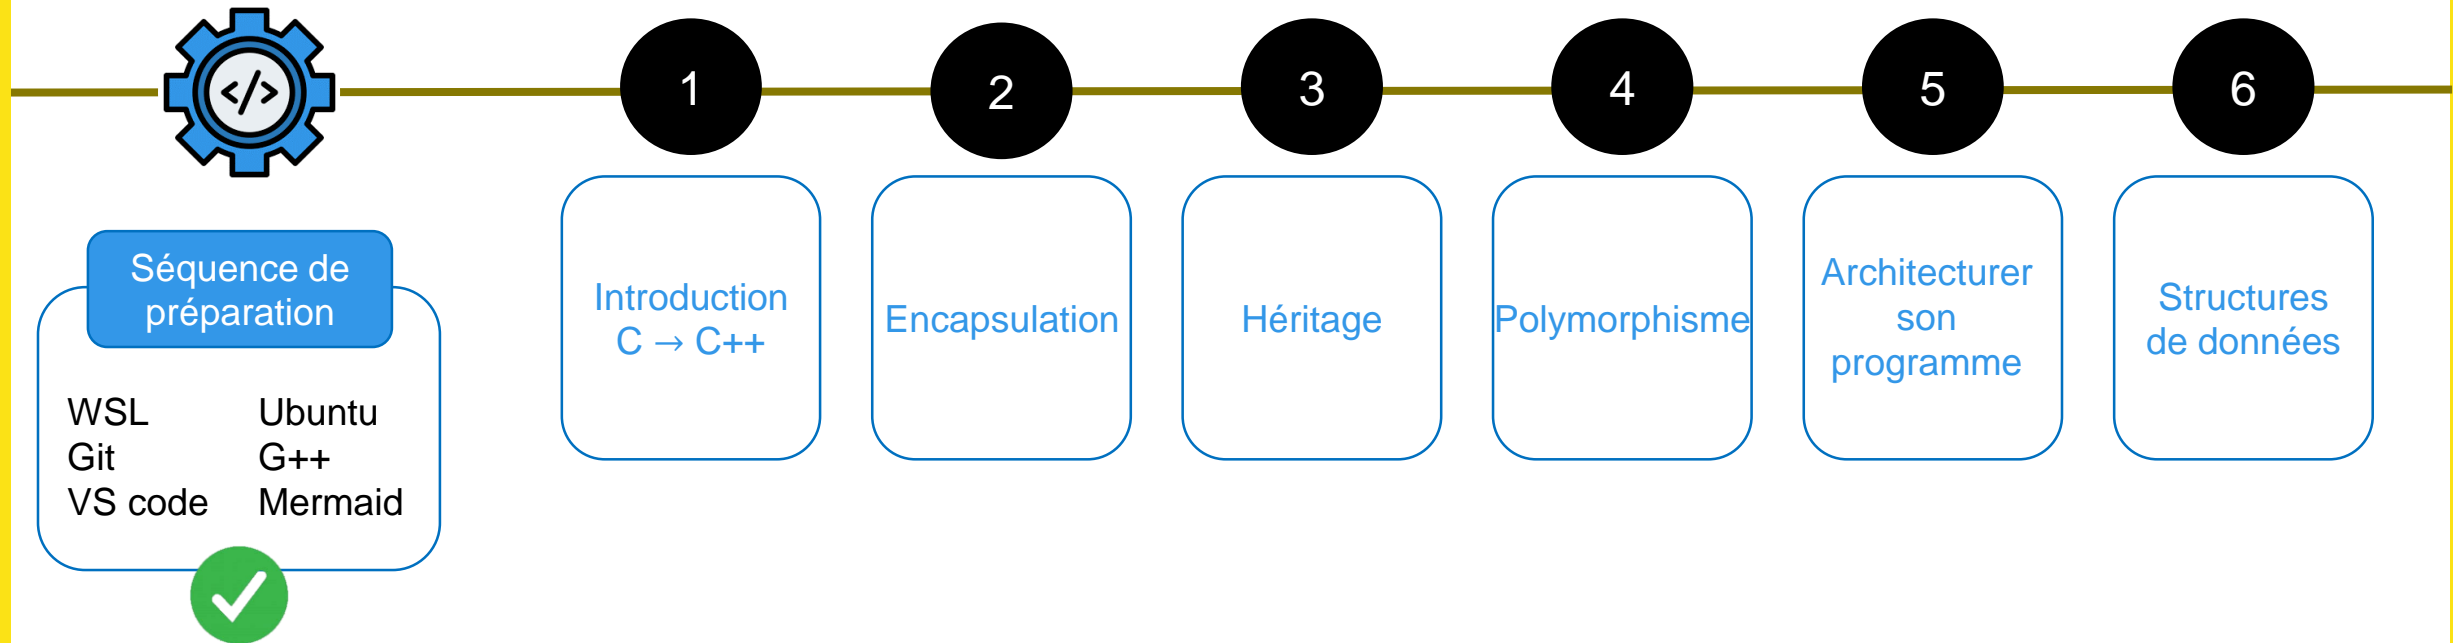 </>
Séquence de
préparation
WSL
Git
VS code
Ubuntu
G++
Mermaid
1
Introduction
C → C++
2
Encapsulation
3
Héritage
4
Polymorphisme
5
Architecturer
son
programme
6
Structures
de données